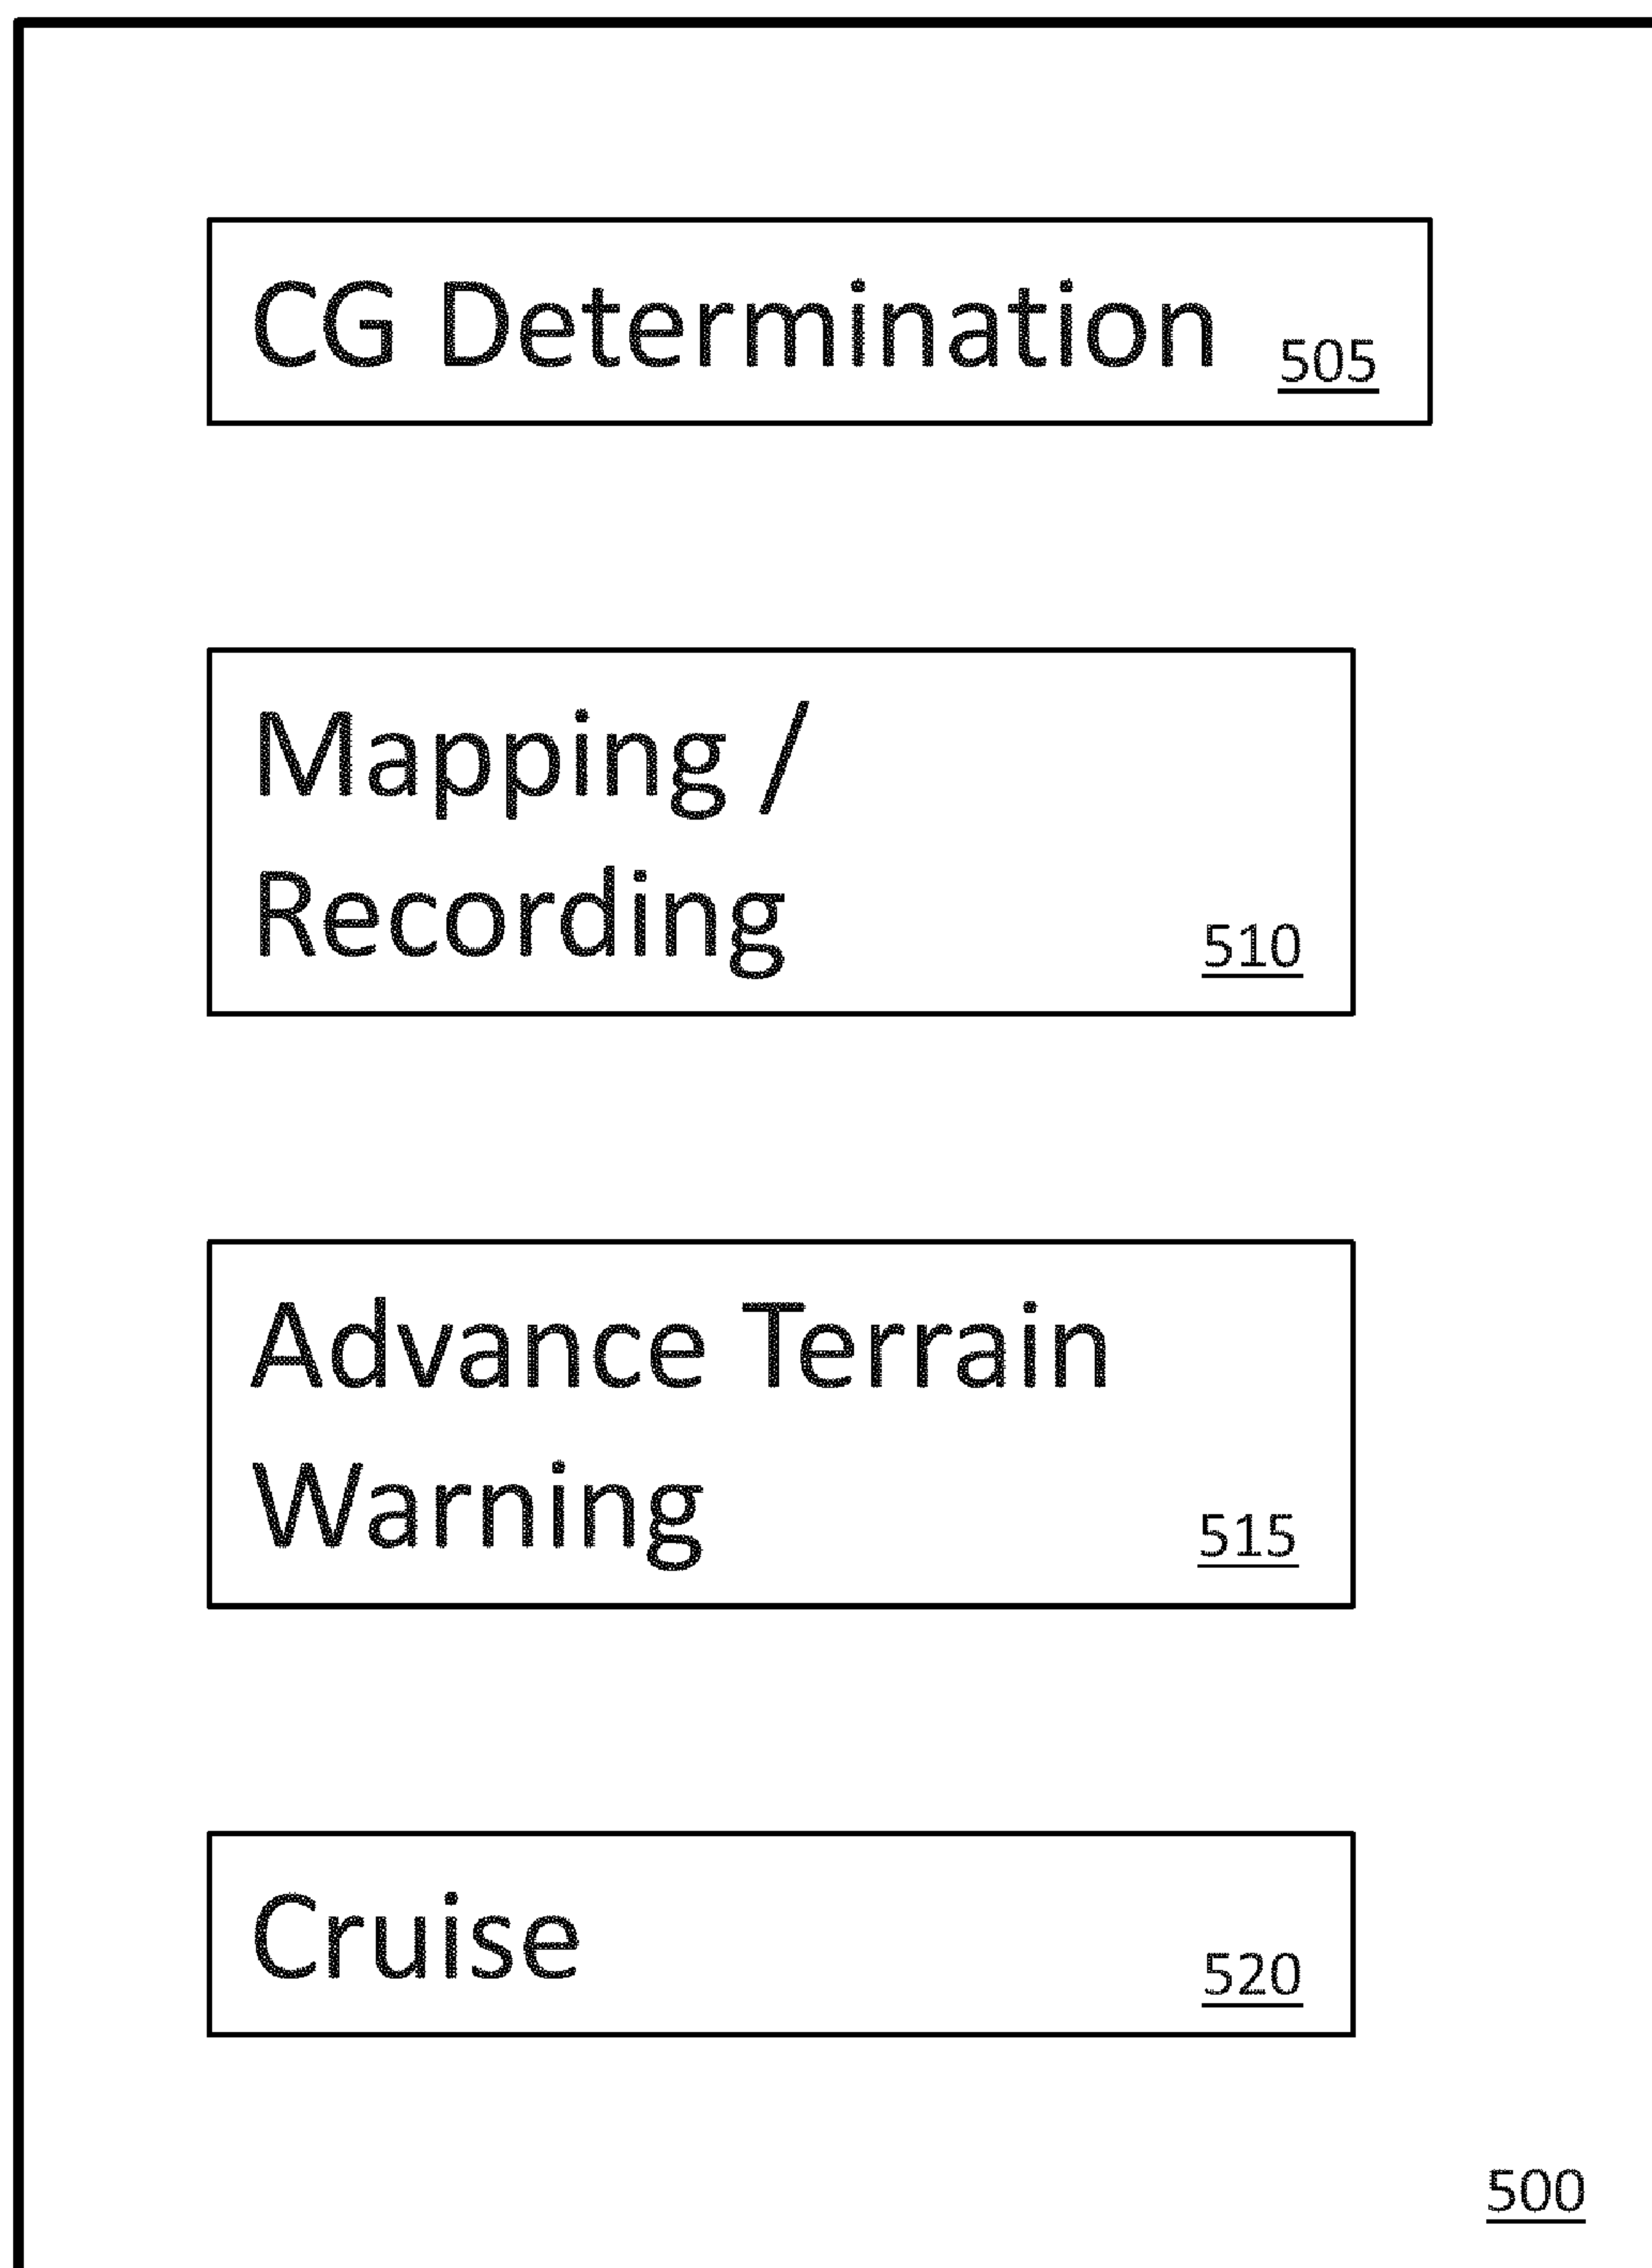 CG Determination 505
Mapping /
Recording 510
Advance Terrain
Warning 515
Cruise 520
500